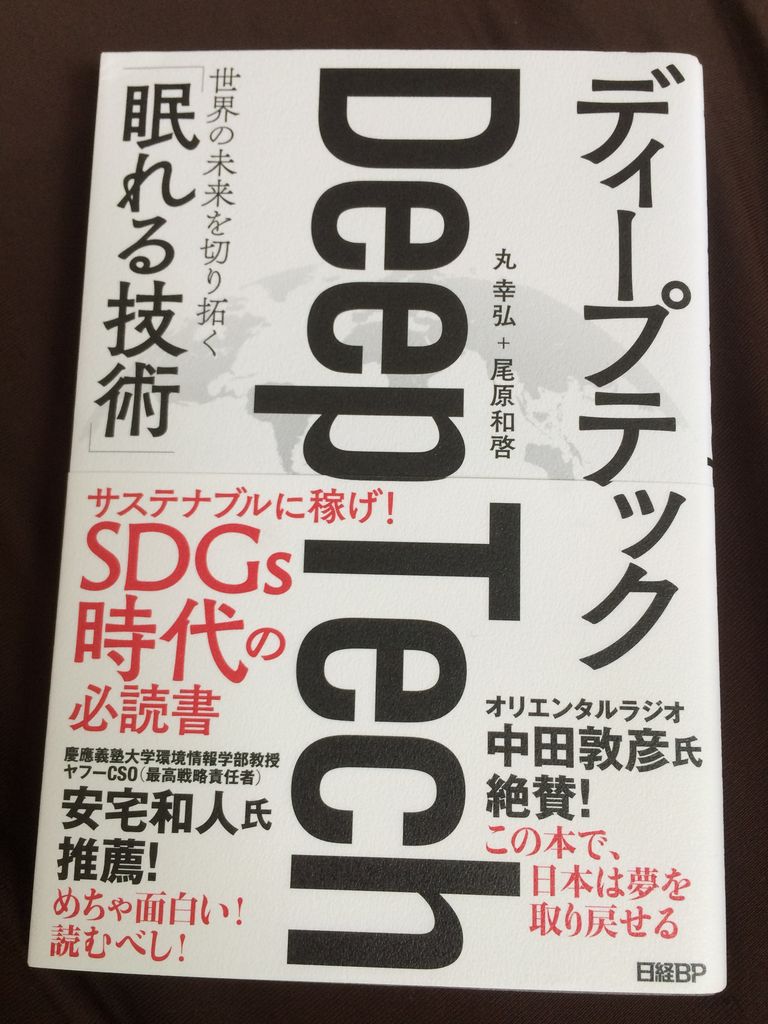 ディープテック
Deep Tech
丸 幸弘 + 尾原和啓
世界の未来を切り拓く
「眠れる技術」
サステナブルに稼げ!
SDGs
時代の
必読書
慶應義塾大学環境情報学部教授
ヤフーCSO(最高戦略責任者)
安宅和人氏
推薦!
めちゃ面白い!
読むべし!
オリエンタルラジオ
中田敦彦氏
絶賛!
この本で、
日本は夢を
取り戻せる
日経BP